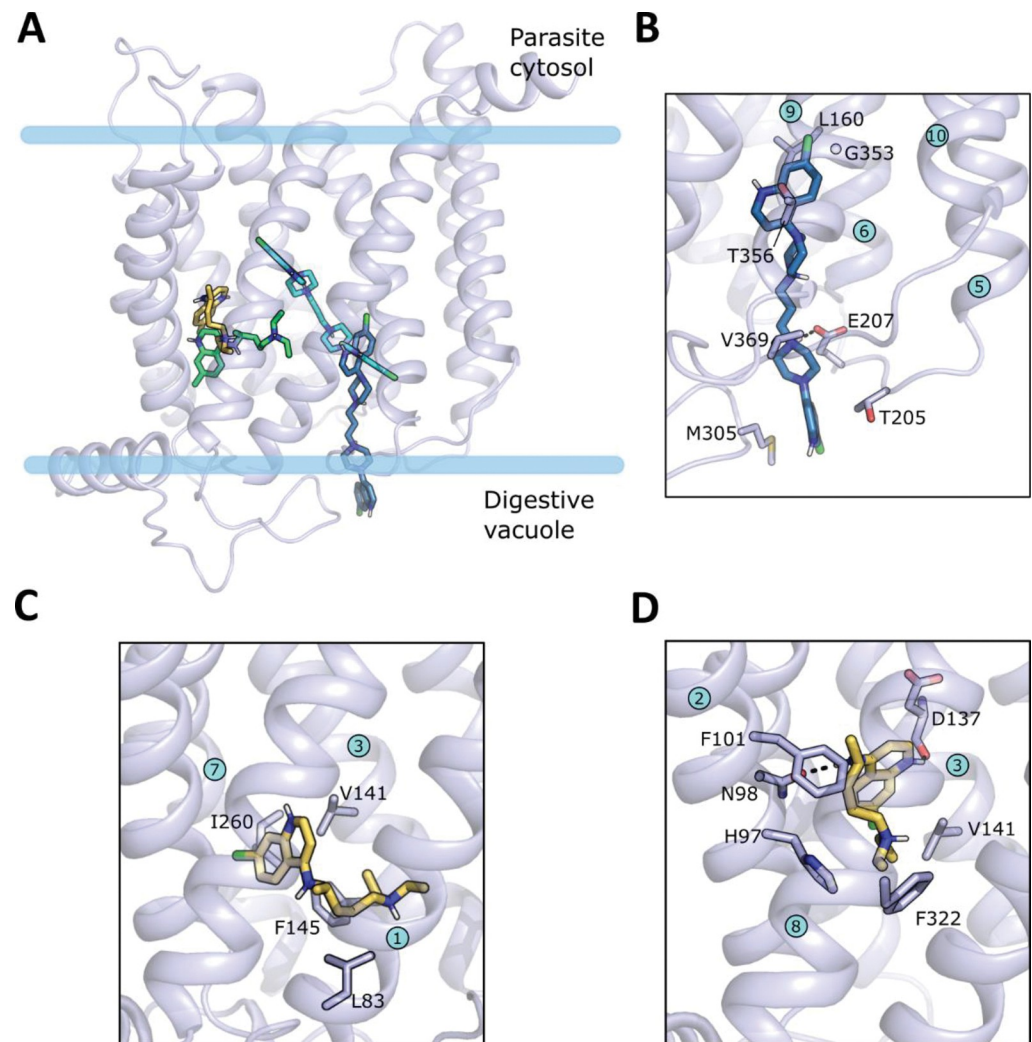 A
Parasite
cytosol
Digestive
vacuole
B
9
L160
G353
10
6
T356
5
V369
E207
T205
M305
C
3
7
V141
I260
F145
1
L83
D
2
D137
F101
3
N98
V141
H97
F322
8